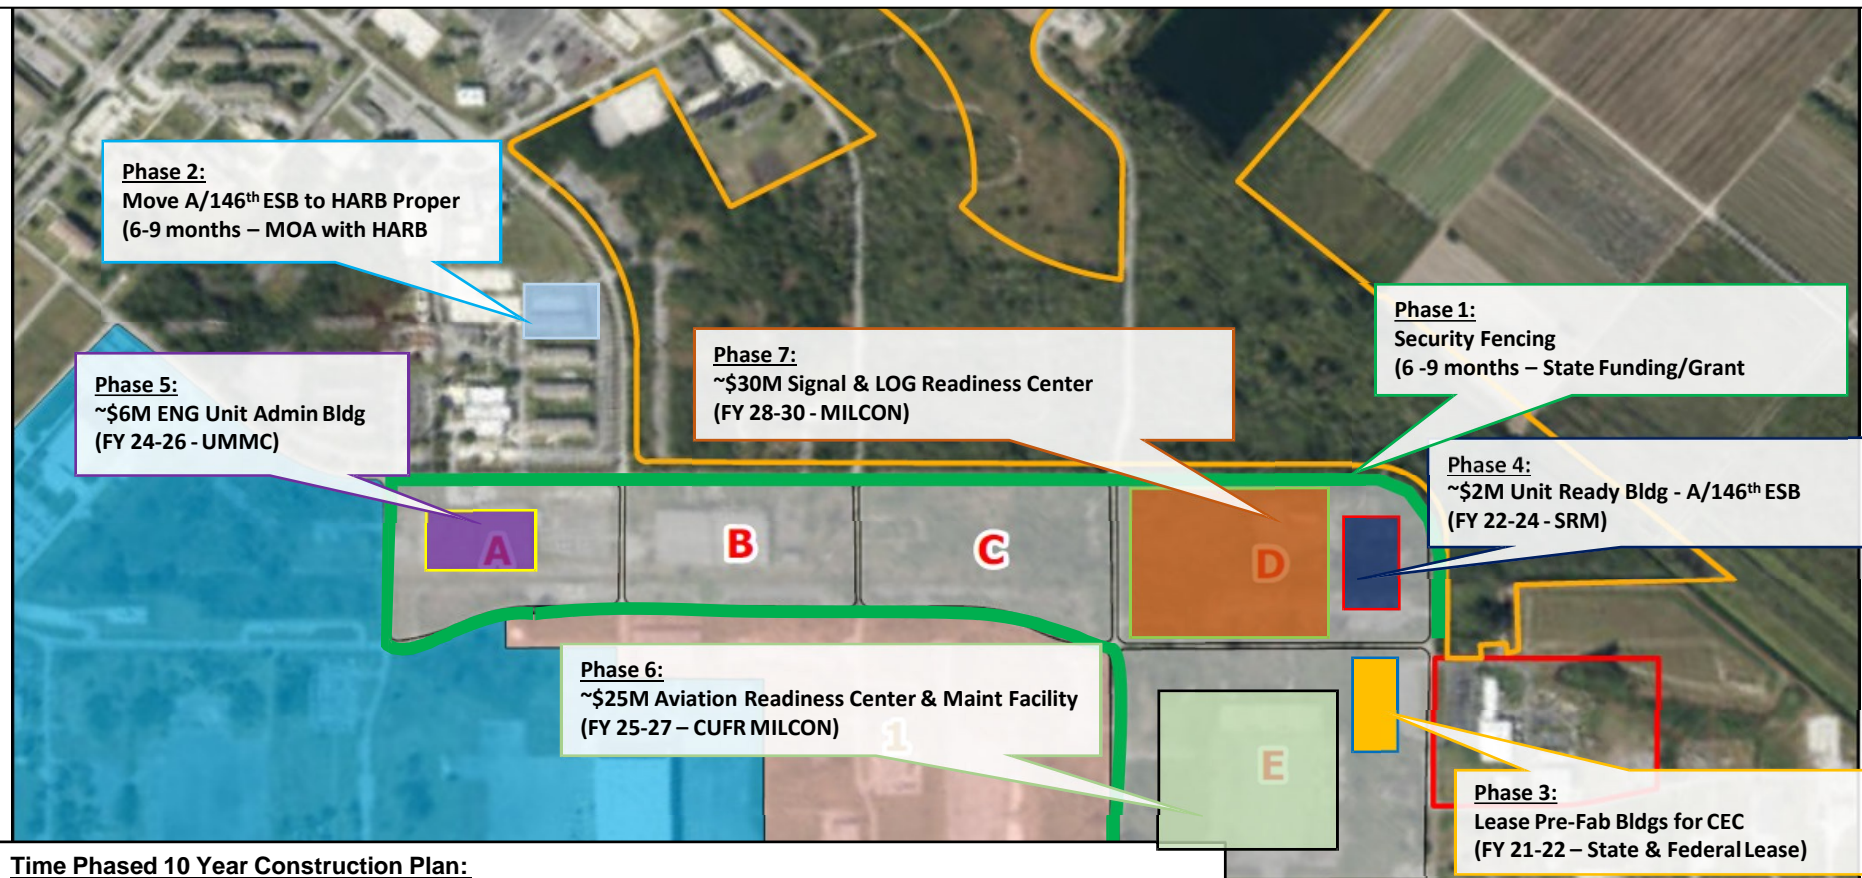 Phase 2:
Move A/146th ESB to HARB Proper
(6-9 months – MOA with HARB
Phase 1:
Security Fencing
(6 -9 months – State Funding/Grant
Phase 7:
~$30M Signal & LOG Readiness Center
(FY 28-30 - MILCON)
Phase 5:
~$6M ENG Unit Admin Bldg
(FY 24-26 - UMMC)
Phase 4:
~$2M Unit Ready Bldg - A/146th ESB
(FY 22-24 - SRM)
A
B
C
D
Phase 6:
~$25M Aviation Readiness Center & Maint Facility
(FY 25-27 – CUFR MILCON)
1
E
Phase 3:
Lease Pre-Fab Bldgs for CEC
(FY 21-22 – State & Federal Lease)
Time Phased 10 Year Construction Plan: